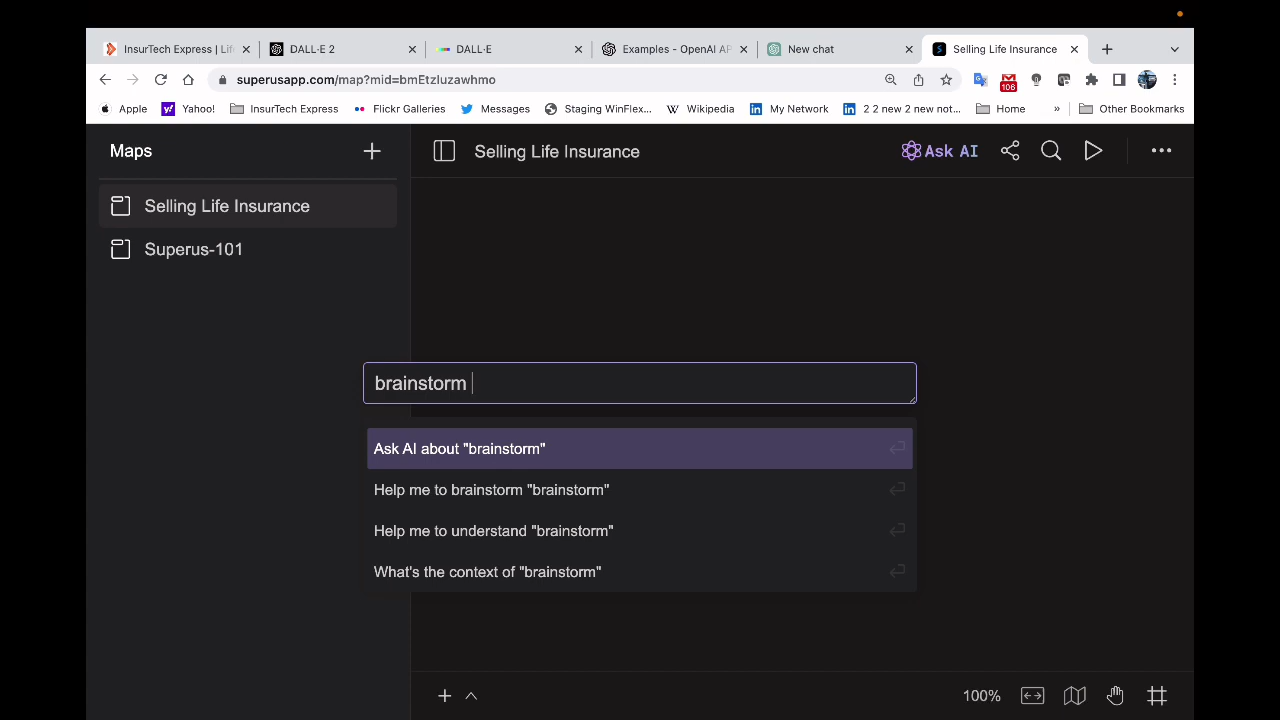 InsurTech Express | Lif
DALL·E 2
DALL·E
Examples - OpenAI AP
New chat
Selling Life Insurance
superusapp.com/map?mid=bmEtzluzawhmo
106
Apple
Yahoo!
InsurTech Express
Flickr Galleries
Messages
Staging WinFlex...
Wikipedia
My Network
2 2 new 2 new not...
Home
»
Other Bookmarks
Maps
Selling Life Insurance
Ask AI
Selling Life Insurance
Superus-101
brainstorm
Ask AI about "brainstorm"
Help me to brainstorm "brainstorm"
Help me to understand "brainstorm"
What's the context of "brainstorm"
100%